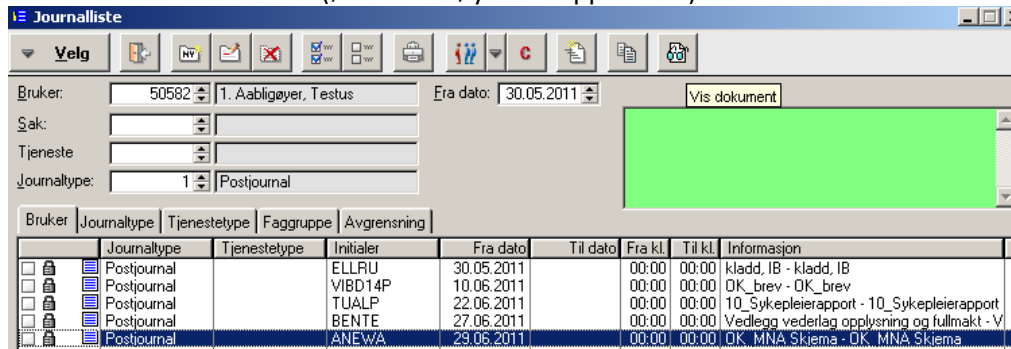 Journalliste
Velg NY C
Bruker: 50582 1. Aabligøyer, Testus Fra dato: 30.05.2011 Vis dokument
Sak:
Tjeneste
Journaltype: 1 Postjournal
Bruker Journaltype Tjenestetype Faggruppe Avgrensning
Journaltype Tjenestetype Initialer Fra dato Til dato Fra kl. Til kl. Informasjon
Postjournal ELLRU 30.05.2011 00:00 00:00 kladd, IB - kladd, IB
Postjournal VIBD14P 10.06.2011 00:00 00:00 OK_brev - OK_brev
Postjournal TUALP 22.06.2011 00:00 00:00 10_Sykepleierapport - 10_Sykepleierapport
Postjournal BENTE 27.06.2011 00:00 00:00 Vedlegg vederlag opplysning og fullmakt - V
Postjournal ANEWA 29.06.2011 00:00 00:00 OK_MNA Skjema - OK_MNA Skjema